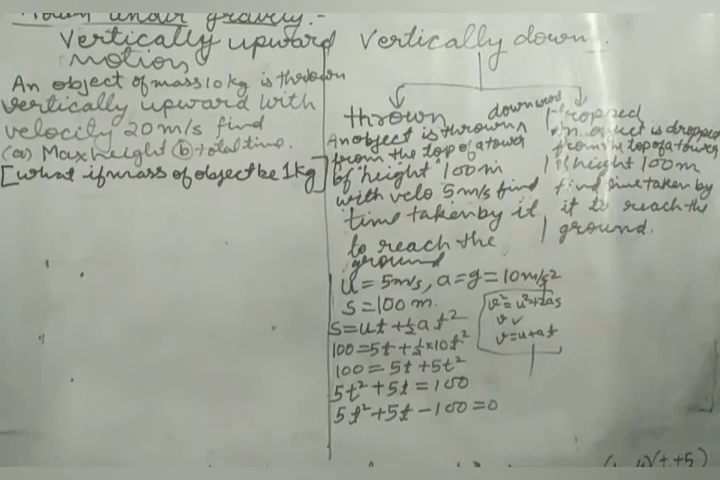 under gravity :-
Vertically upward
motion
An object of mass 10 kg is thrown
vertically upward with
velocity 20 m/s find
(a) Max height (b) total time.
[what if mass of object be 1 kg]
Vertically down.
thrown downward
An object is thrown ^
from the top of a tower
of height 100 m
with velo 5 m/s find
time taken by it
to reach the
ground
u = 5 m/s, a = g = 10 m/s²
s = 100 m.
s = ut + ½ at²
100 = 5t + ½ × 10t²
100 = 5t + 5t²
5t² + 5t = 100
5t² + 5t - 100 = 0
Dropped
An object is dropped
from the top of a tower
of height 100 m
find time taken by
it to reach the
ground.
v² = u² + 2as
v ✓
v = u + at